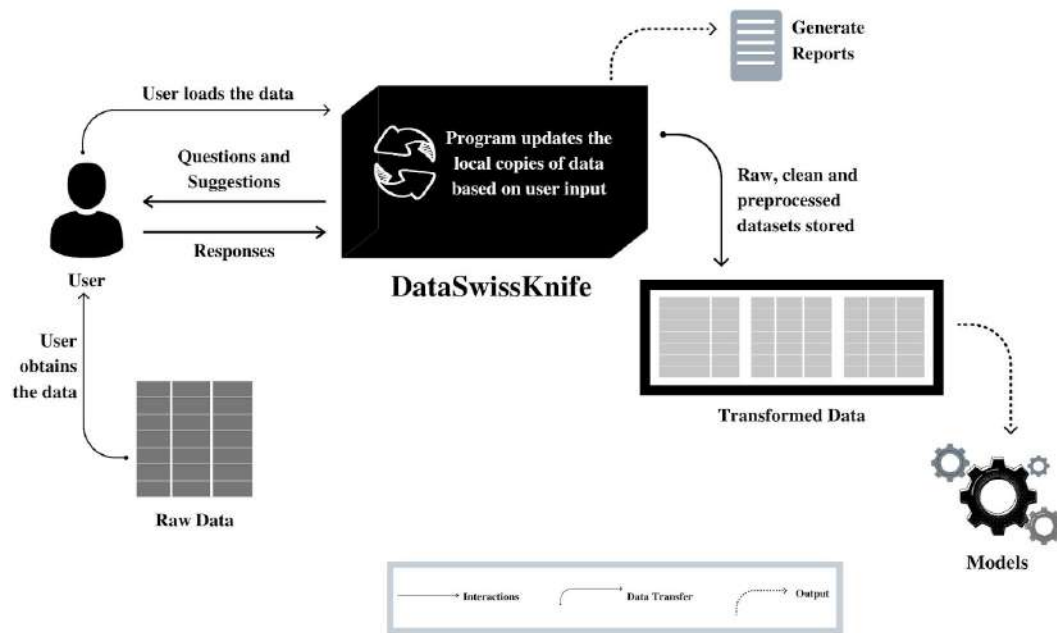 Generate
Reports
User loads the data
Program updates the
local copies of data
based on user input
Questions and
Suggestions
Responses
Raw, clean and
preprocessed
datasets stored
User
DataSwissKnife
User
obtains
the data
Transformed Data
Raw Data
Models
Interactions
Data Transfer
Output